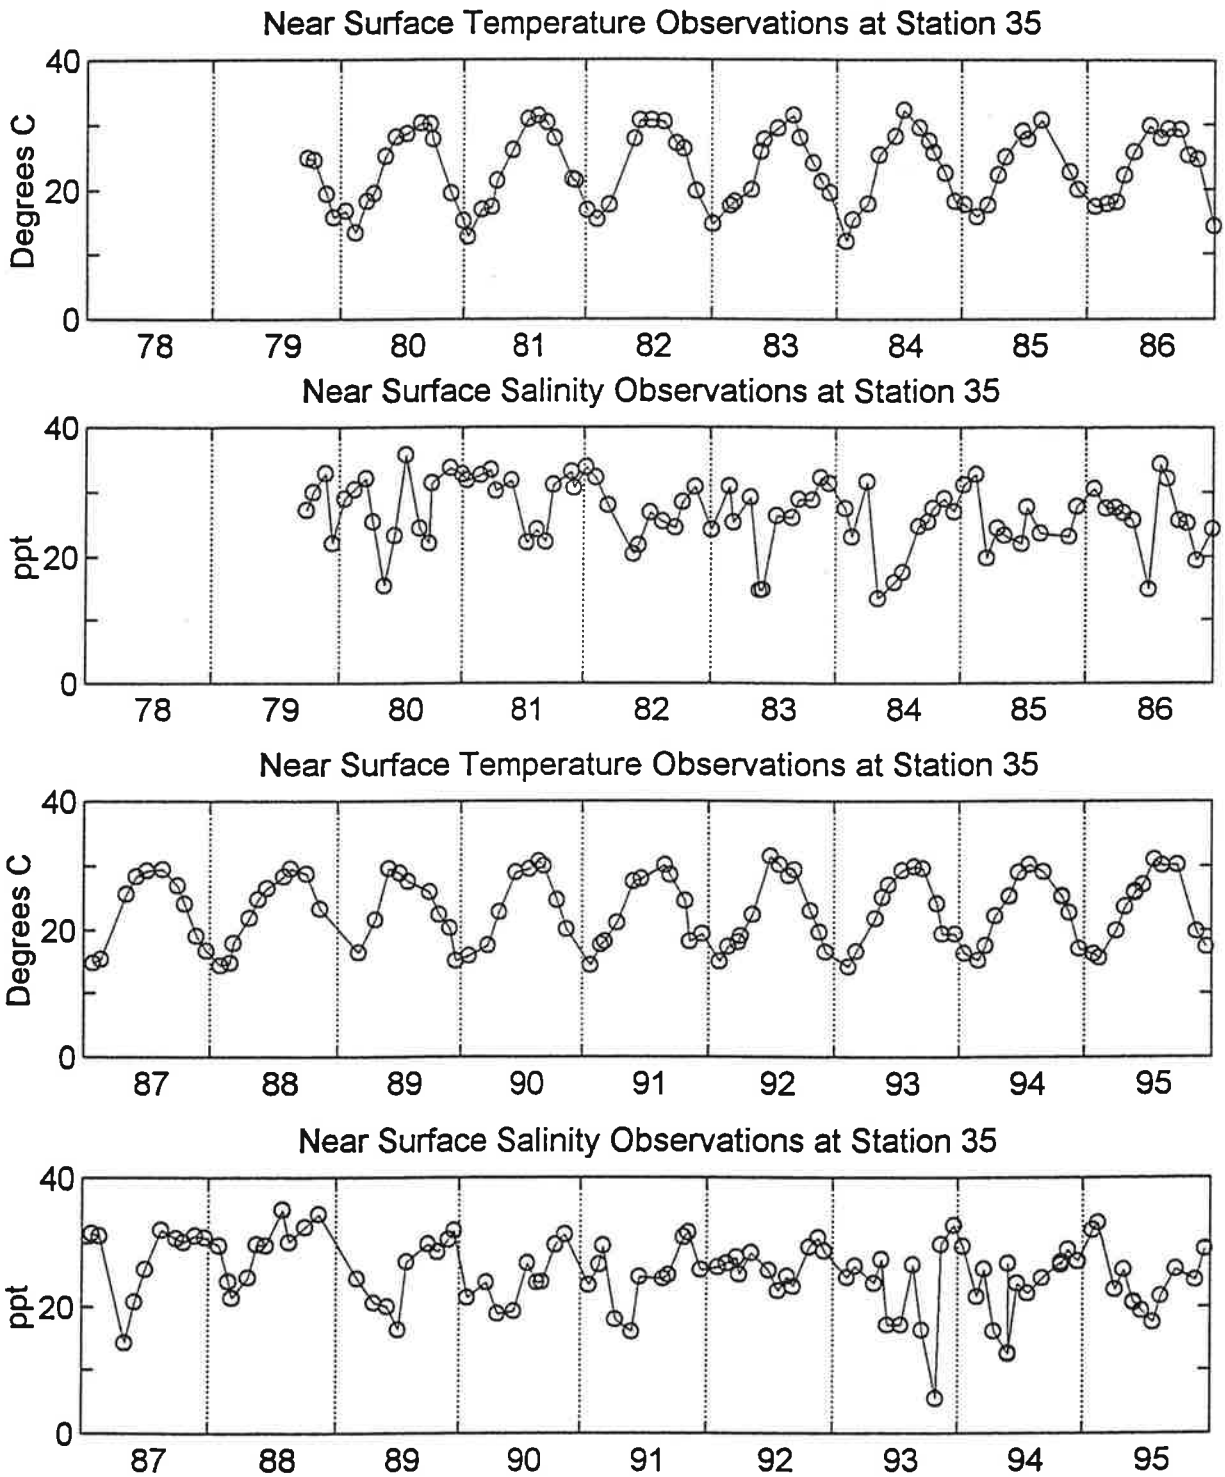 Near Surface Temperature Observations at Station 35
40
20
0
Degrees C
78 79 80 81 82 83 84 85 86
Near Surface Salinity Observations at Station 35
40
20
0
ppt
78 79 80 81 82 83 84 85 86
Near Surface Temperature Observations at Station 35
40
20
0
Degrees C
87 88 89 90 91 92 93 94 95
Near Surface Salinity Observations at Station 35
40
20
0
ppt
87 88 89 90 91 92 93 94 95